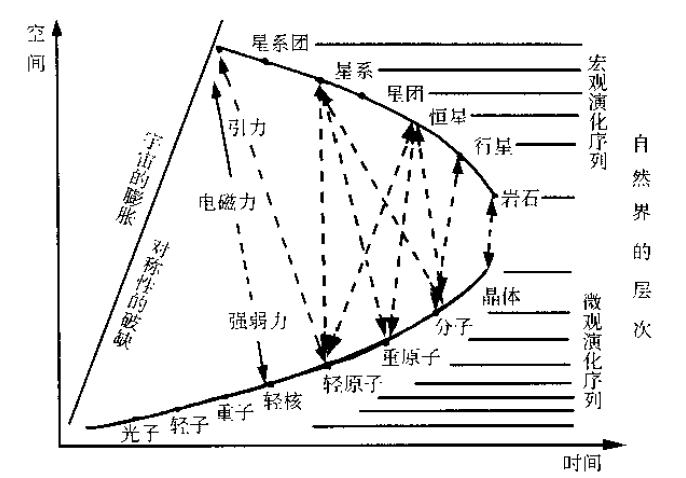 空间
星系团
星系
星团
恒星
行星
岩石
宏观演化序列
自然界的层次
引力
电磁力
强弱力
宇宙的膨胀
对称性的破缺
晶体
分子
重原子
轻原子
轻核
重子
轻子
光子
微观演化序列
时间